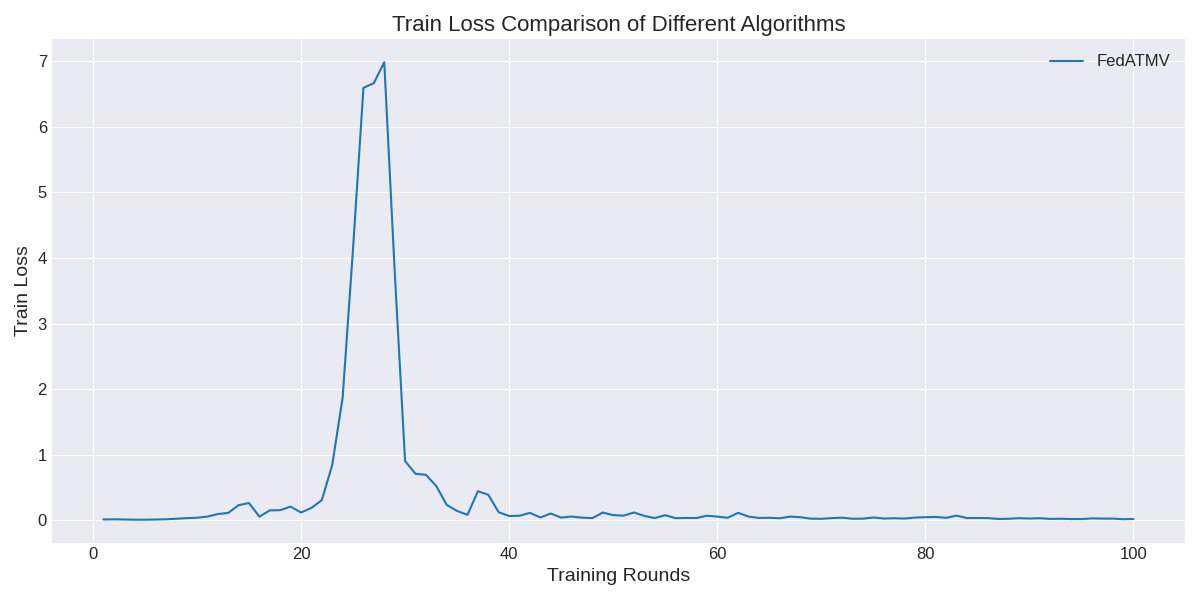 Train Loss Comparison of Different Algorithms
FedATMV
7
6
5
4
3
2
1
0
Train Loss
0 20 40 60 80 100
Training Rounds